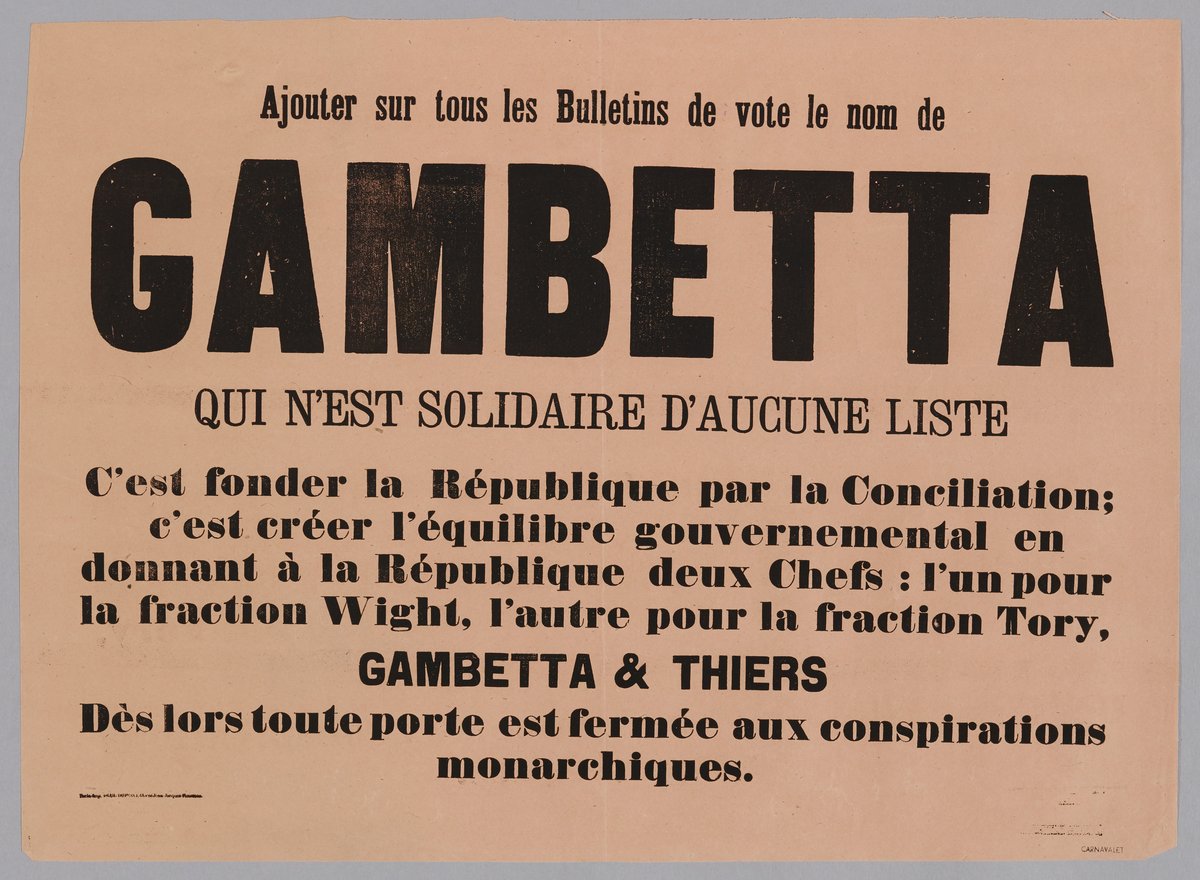 Ajouter sur tous les Bulletins de vote le nom de
GAMBETTA
QUI N'EST SOLIDAIRE D'AUCUNE LISTE
C'est fonder la République par la Conciliation;
c'est créer l'équilibre gouvernemental en
donnant à la République deux Chefs : l'un pour
la fraction Wight, l'autre pour la fraction Tory,
GAMBETTA & THIERS
Dès lors toute porte est fermée aux conspirations
monarchiques.
CARNAVALET